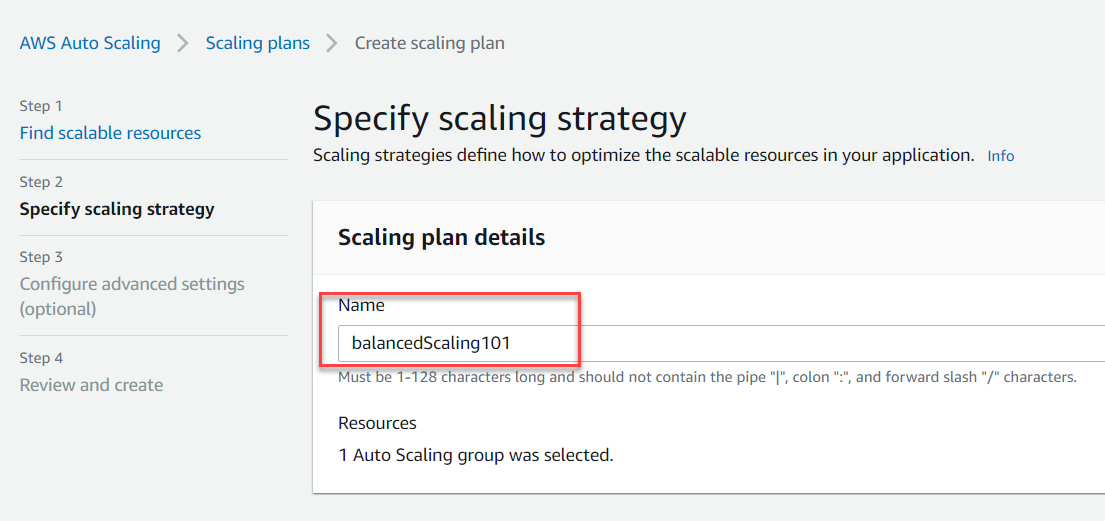 AWS Auto Scaling > Scaling plans > Create scaling plan
Step 1
Find scalable resources
Step 2
Specify scaling strategy
Step 3
Configure advanced settings
(optional)
Step 4
Review and create
Specify scaling strategy
Scaling strategies define how to optimize the scalable resources in your application. Info
Scaling plan details
Name
balancedScaling101
Must be 1-128 characters long and should not contain the pipe "|", colon ":", and forward slash "/" characters.
Resources
1 Auto Scaling group was selected.